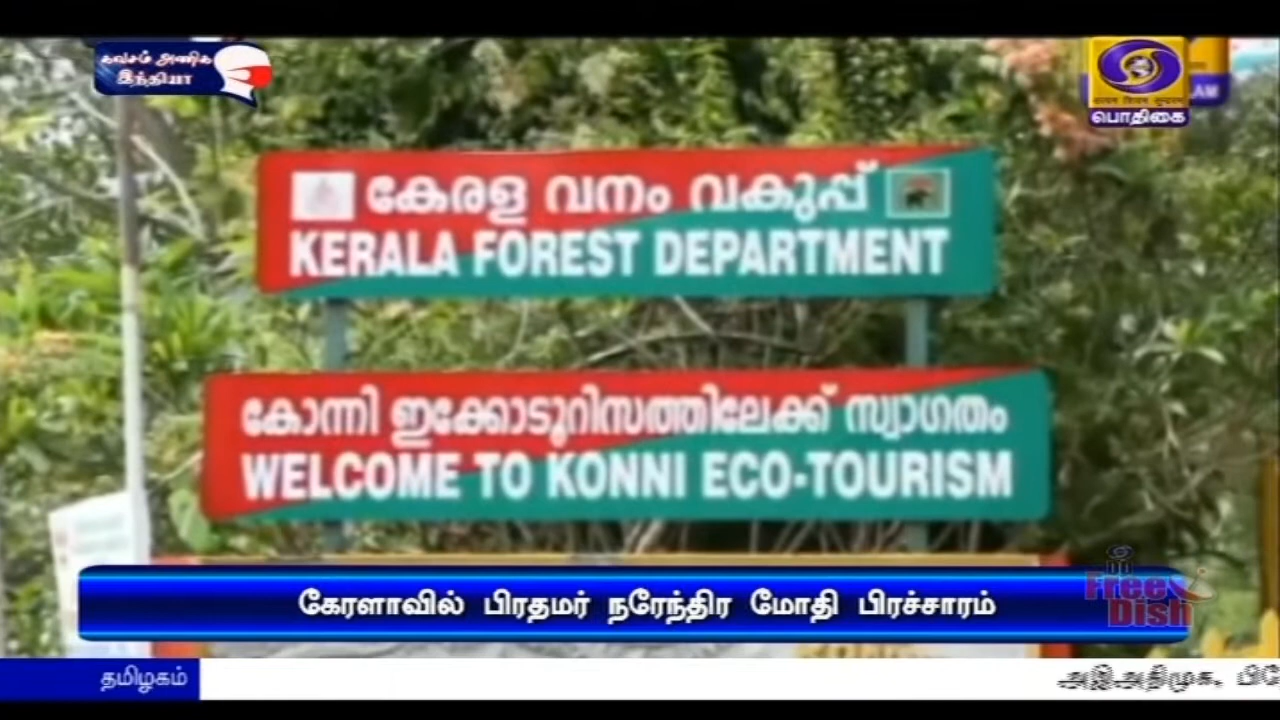 கவசம் அணிக
இந்தியா
பொதிகை
കേരള വനം വകുപ്പ്
KERALA FOREST DEPARTMENT
കോന്നി ഇക്കോടൂറിസത്തിലേക്ക് സ്വാഗതം
WELCOME TO KONNI ECO-TOURISM
கேரளாவில் பிரதமர் நரேந்திர மோதி பிரச்சாரம்
Free
Dish
தமிழகம்
அஇஅதிமுக,